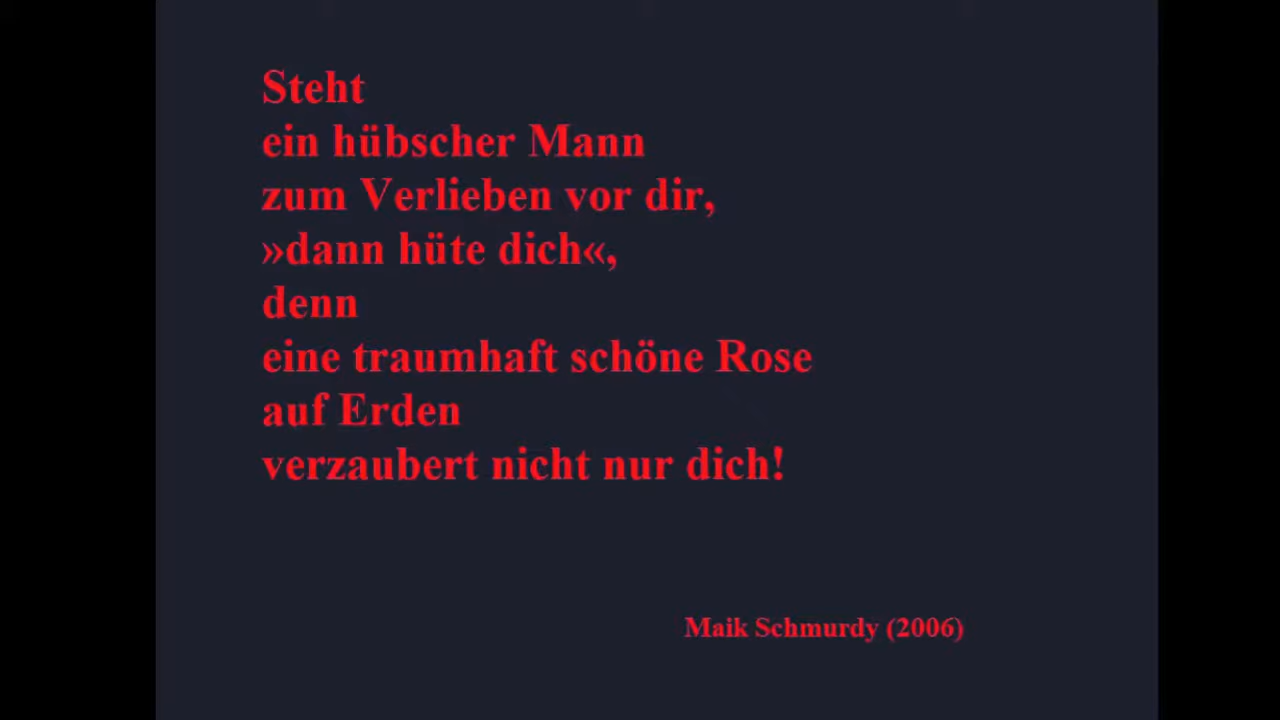 Steht
ein hübscher Mann
zum Verlieben vor dir,
»dann hüte dich«,
denn
eine traumhaft schöne Rose
auf Erden
verzaubert nicht nur dich!
Maik Schmurdy (2006)